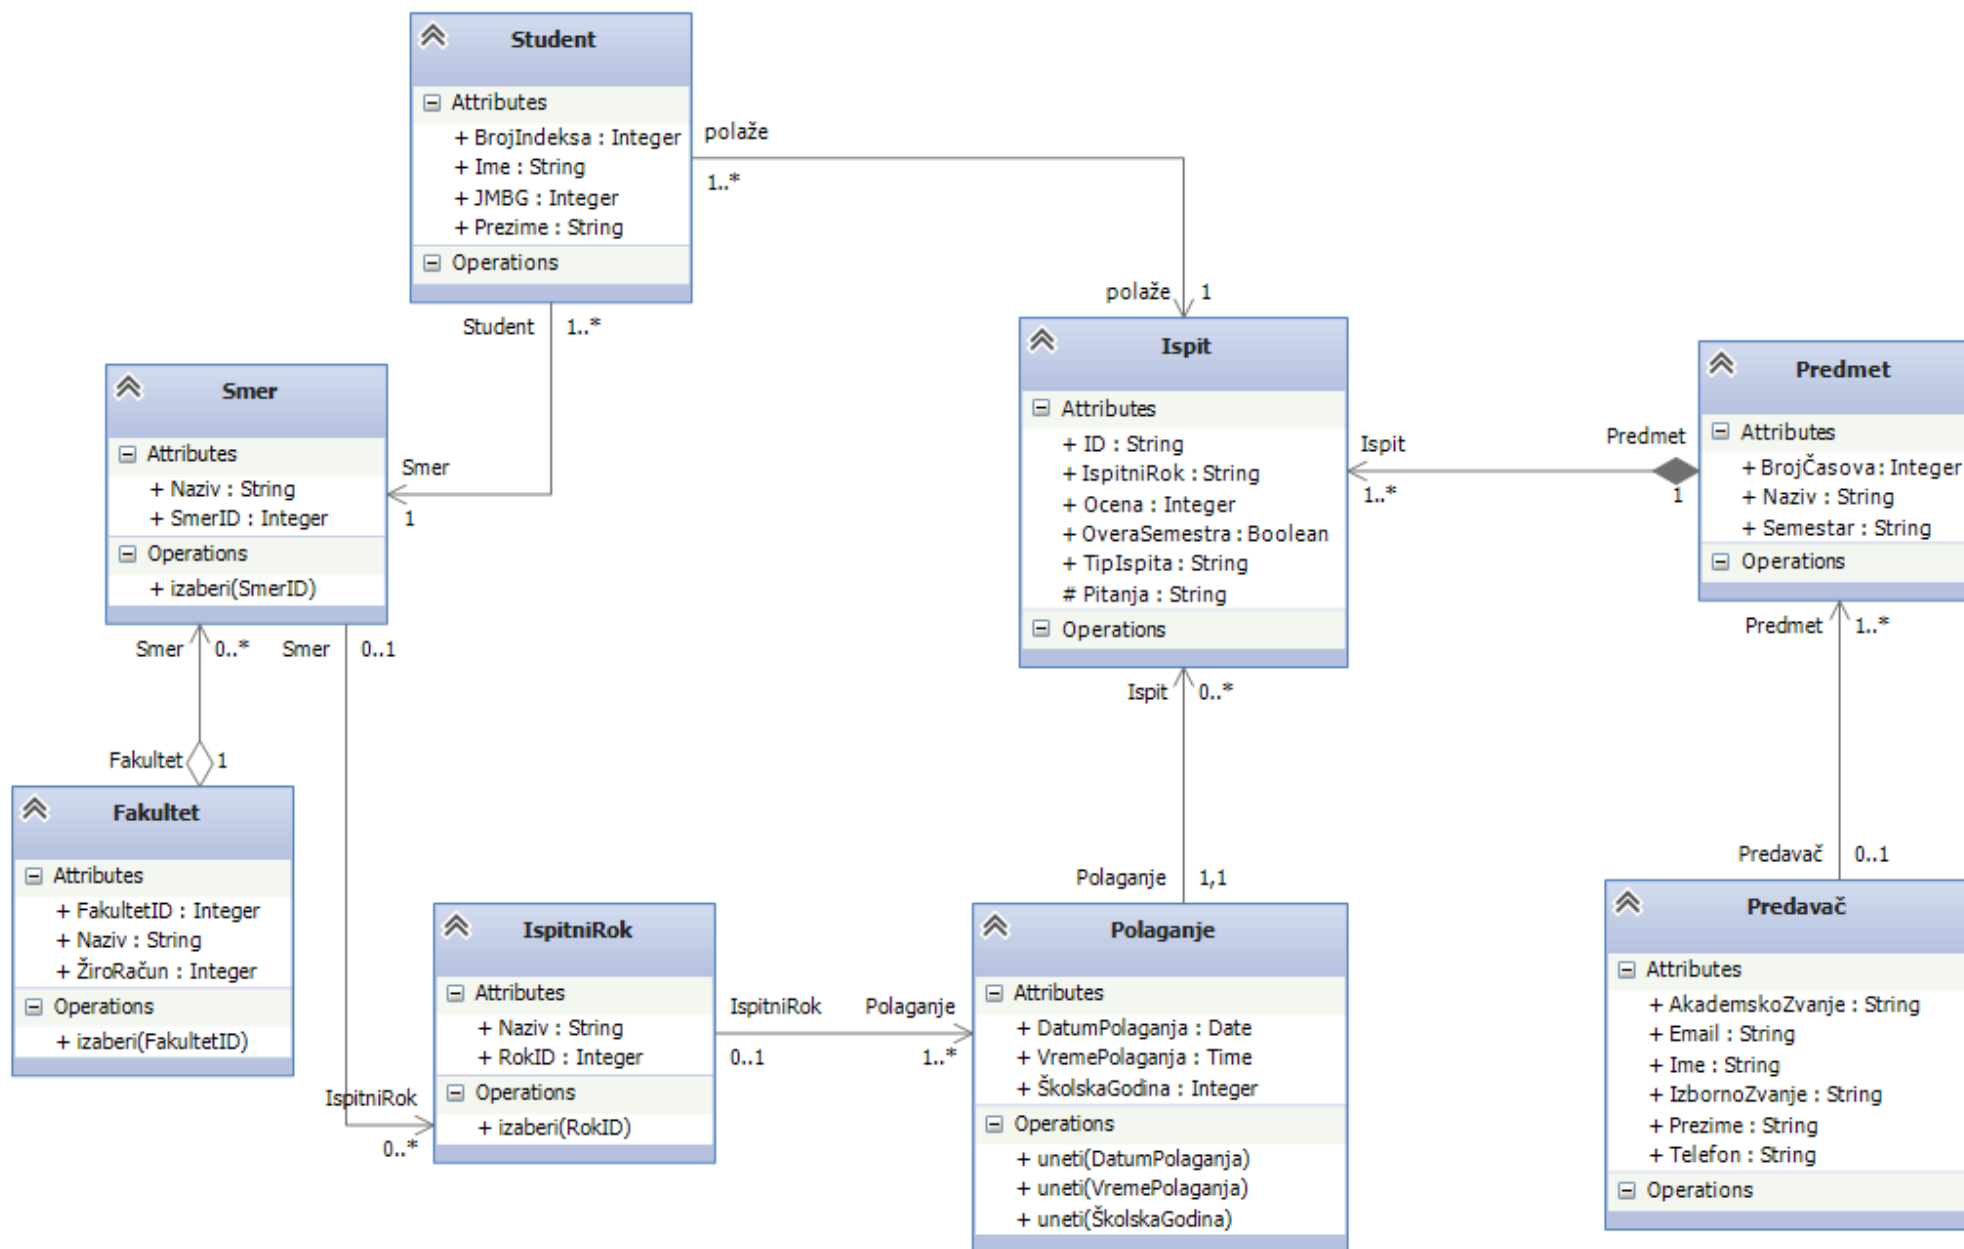 Student
Attributes
+ BrojIndeksa : Integer
+ Ime : String
+ JMBG : Integer
+ Prezime : String
Operations
polaže
1..*
polaže
1
Student
1..*
Smer
1
Smer
Attributes
+ Naziv : String
+ SmerID : Integer
Operations
+ izaberi(SmerID)
Smer
0..*
Smer
0..1
Fakultet
1
Fakultet
Attributes
+ FakultetID : Integer
+ Naziv : String
+ ŽiroRačun : Integer
Operations
+ izaberi(FakultetID)
IspitniRok
0..*
IspitniRok
Attributes
+ Naziv : String
+ RokID : Integer
Operations
+ izaberi(RokID)
IspitniRok
0..1
Polaganje
1..*
Polaganje
Attributes
+ DatumPolaganja : Date
+ VremePolaganja : Time
+ ŠkolskaGodina : Integer
Operations
+ uneti(DatumPolaganja)
+ uneti(VremePolaganja)
+ uneti(ŠkolskaGodina)
Polaganje
1,1
Ispit
0..*
Ispit
Attributes
+ ID : String
+ IspitniRok : String
+ Ocena : Integer
+ OveraSemestra : Boolean
+ TipIspita : String
# Pitanja : String
Operations
Ispit
1..*
Predmet
1
Predmet
Attributes
+ BrojČasova : Integer
+ Naziv : String
+ Semestar : String
Operations
Predmet
1..*
Predavač
0..1
Predavač
Attributes
+ AkademskoZvanje : String
+ Email : String
+ Ime : String
+ IzbornoZvanje : String
+ Prezime : String
+ Telefon : String
Operations